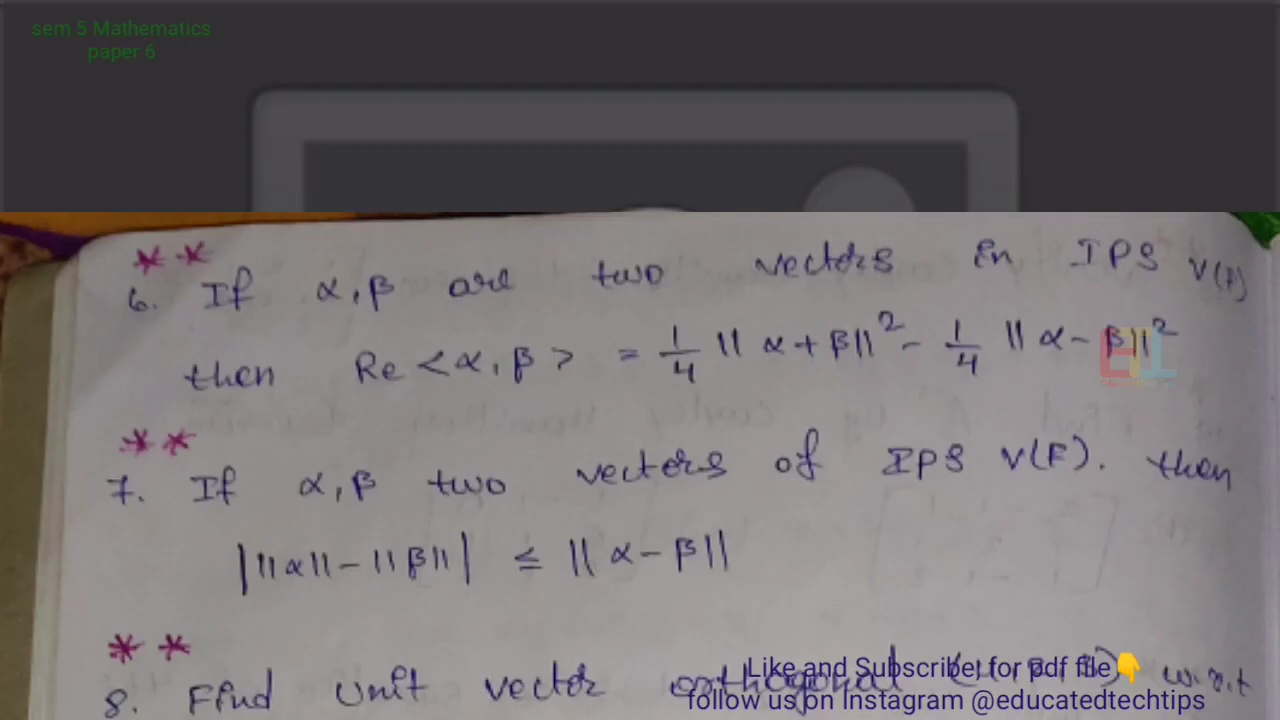 sem 5 Mathematics
paper 6
** 
6. If α, β are two vectors in IPS V(F)
then Re <α, β> = 1/4 || α + β||² - 1/4 || α - β||²
**
7. If α, β two vectors of IPS V(F). then
|||α|| - ||β||| ≤ || α - β||
**
8. Find Unit vector orthogonal w.r.t
Like and Subscribe! for pdf file👇
follow us on Instagram @educatedtechtips